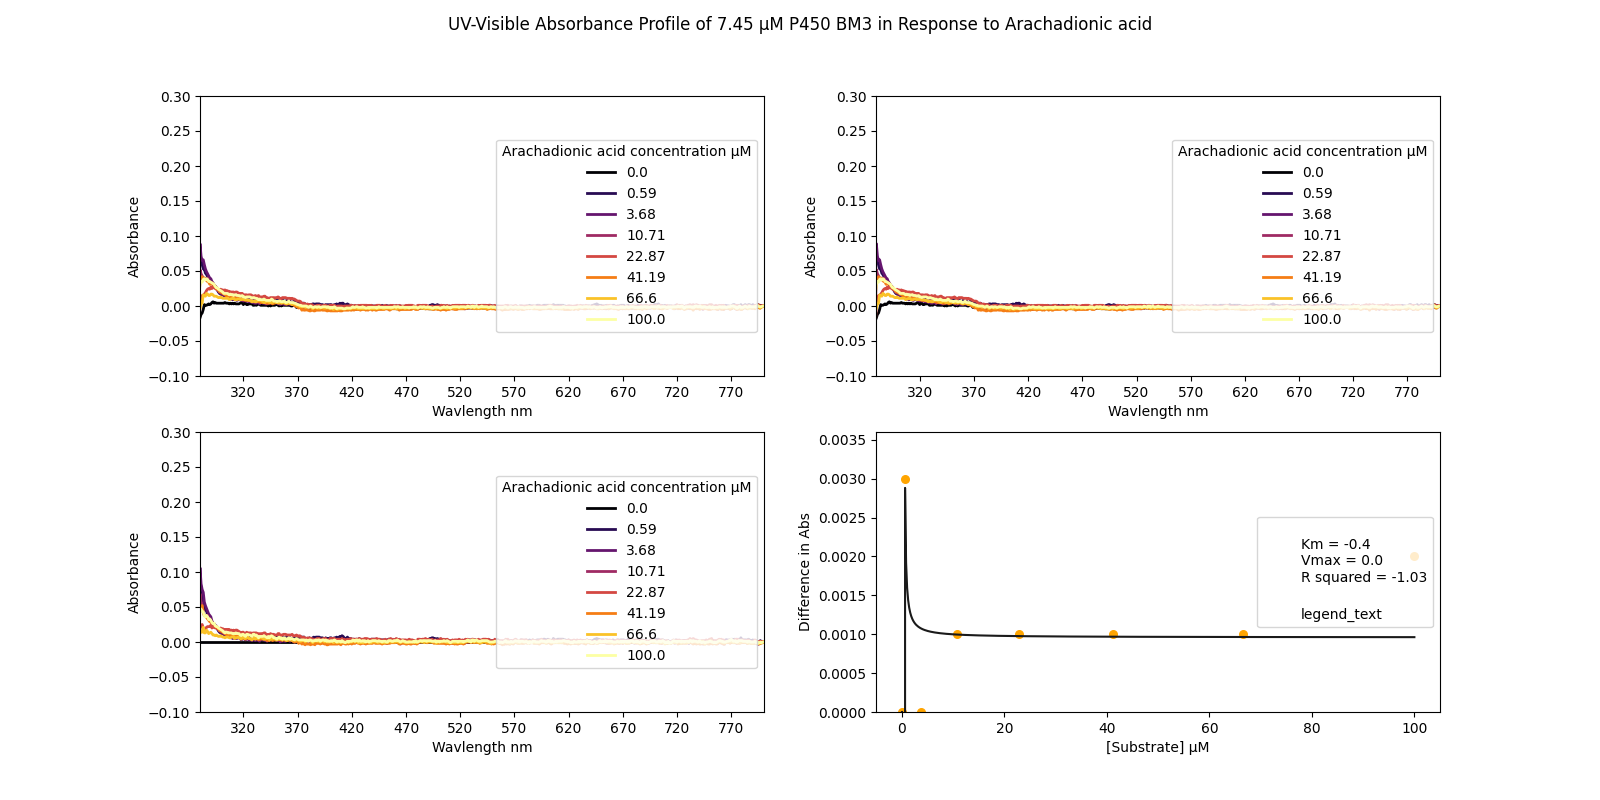 UV-Visible Absorbance Profile of 7.45 µM P450 BM3 in Response to Arachadionic acid
0.30
0.25
0.20
0.15
0.10
0.05
0.00
−0.05
−0.10
Absorbance
Arachadionic acid concentration µM
0.0
0.59
3.68
10.71
22.87
41.19
66.6
100.0
320 370 420 470 520 570 620 670 720 770
Wavlength nm
0.30
0.25
0.20
0.15
0.10
0.05
0.00
−0.05
−0.10
Absorbance
Arachadionic acid concentration µM
0.0
0.59
3.68
10.71
22.87
41.19
66.6
100.0
320 370 420 470 520 570 620 670 720 770
Wavlength nm
0.30
0.25
0.20
0.15
0.10
0.05
0.00
−0.05
−0.10
Absorbance
Arachadionic acid concentration µM
0.0
0.59
3.68
10.71
22.87
41.19
66.6
100.0
320 370 420 470 520 570 620 670 720 770
Wavlength nm
0.0035
0.0030
0.0025
0.0020
0.0015
0.0010
0.0005
0.0000
Difference in Abs
Km = -0.4
Vmax = 0.0
R squared = -1.03
legend_text
0 20 40 60 80 100
[Substrate] µM